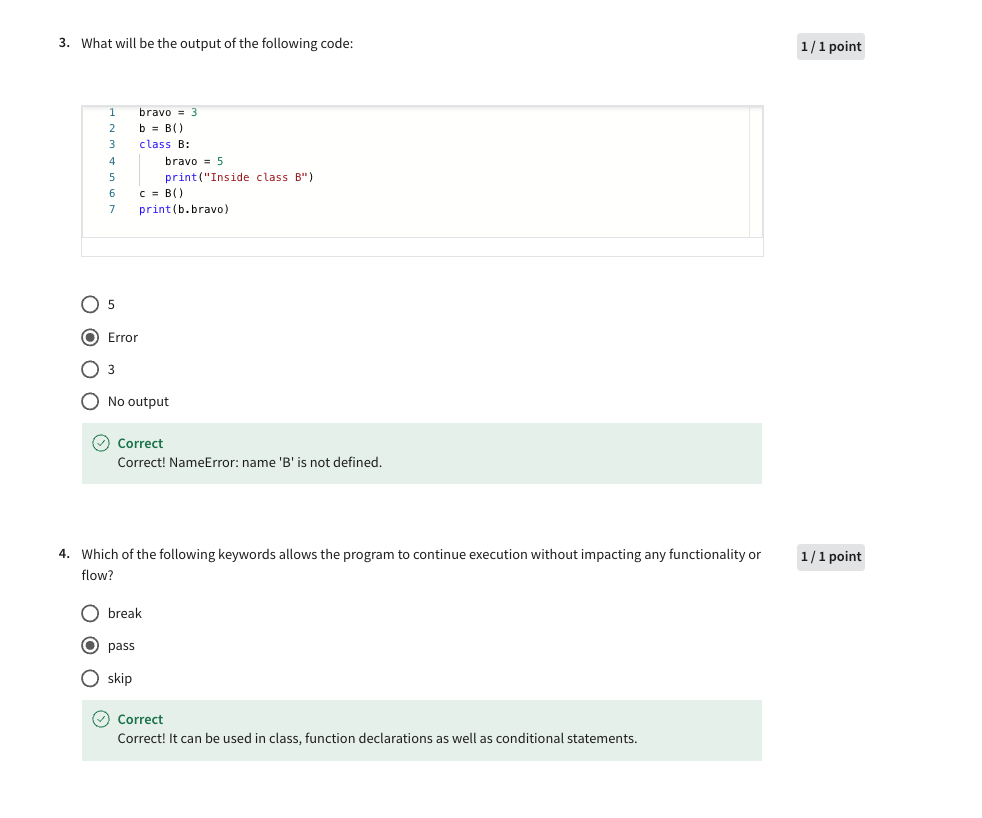 3. What will be the output of the following code:
1 / 1 point
1 bravo = 3
2 b = B()
3 class B:
4     bravo = 5
5     print("Inside class B")
6 c = B()
7 print(b.bravo)
5
Error
3
No output
Correct
Correct! NameError: name 'B' is not defined.
4. Which of the following keywords allows the program to continue execution without impacting any functionality or
flow?
1 / 1 point
break
pass
skip
Correct
Correct! It can be used in class, function declarations as well as conditional statements.